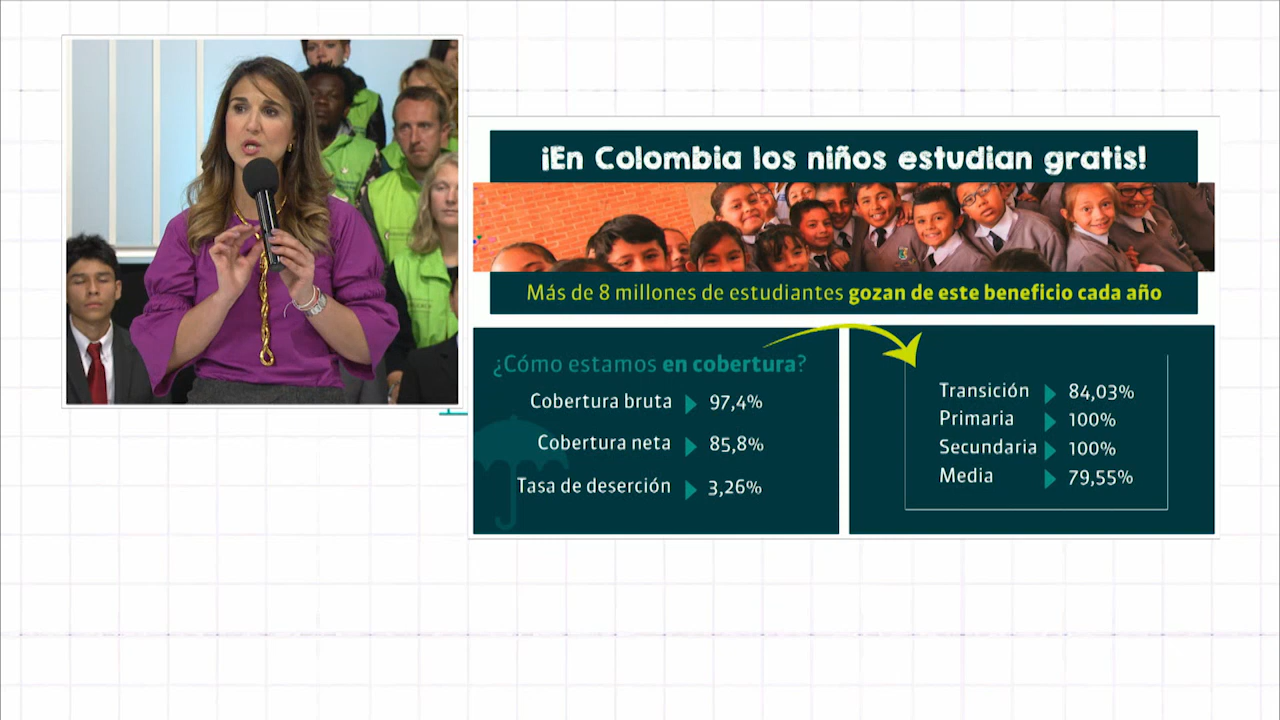 ¡En Colombia los niños estudian gratis!
Más de 8 millones de estudiantes gozan de este beneficio cada año
¿Cómo estamos en cobertura?
Cobertura bruta 97,4%
Cobertura neta 85,8%
Tasa de deserción 3,26%
Transición 84,03%
Primaria 100%
Secundaria 100%
Media 79,55%